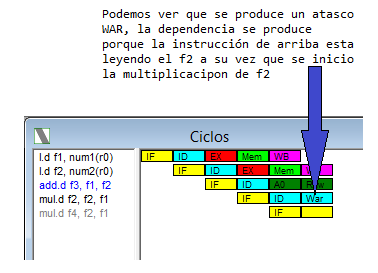 Podemos ver que se produce un atasco
WAR, la dependencia se produce
porque la instrucción de arriba esta
leyendo el f2 a su vez que se inicio
la multiplicacipon de f2
Ciclos
l.d f1, num1(r0)
l.d f2, num2(r0)
add.d f3, f1, f2
mul.d f2, f2, f1
mul.d f4, f2, f1
IF ID EX Mem WB
IF ID EX Mem
IF ID A0
IF ID War
IF